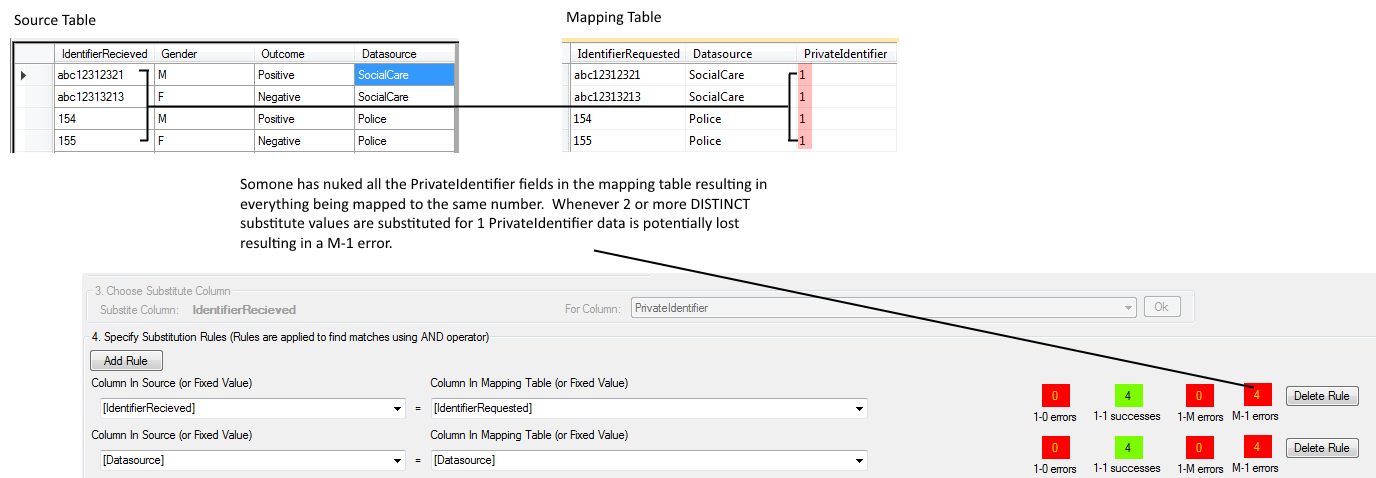 Source Table
Mapping Table
IdentifierRecieved Gender Outcome Datasource
abc12312321 M Positive SocialCare
abc12313213 F Negative SocialCare
154 M Positive Police
155 F Negative Police
IdentifierRequested Datasource PrivateIdentifier
abc12312321 SocialCare 1
abc12313213 SocialCare 1
154 Police 1
155 Police 1
Somone has nuked all the PrivateIdentifier fields in the mapping table resulting in
everything being mapped to the same number. Whenever 2 or more DISTINCT
substitute values are substituted for 1 PrivateIdentifier data is potentially lost
resulting in a M-1 error.
3. Choose Substitute Column
Substite Column: IdentifierRecieved For Column: PrivateIdentifier Ok
4. Specify Substitution Rules (Rules are applied to find matches using AND operator)
Add Rule
Column In Source (or Fixed Value) Column In Mapping Table (or Fixed Value)
[IdentifierRecieved] = [IdentifierRequested] 0 4 0 4 Delete Rule
1-0 errors 1-1 successes 1-M errors M-1 errors
Column In Source (or Fixed Value) Column In Mapping Table (or Fixed Value)
[Datasource] = [Datasource] 0 4 0 4 Delete Rule
1-0 errors 1-1 successes 1-M errors M-1 errors